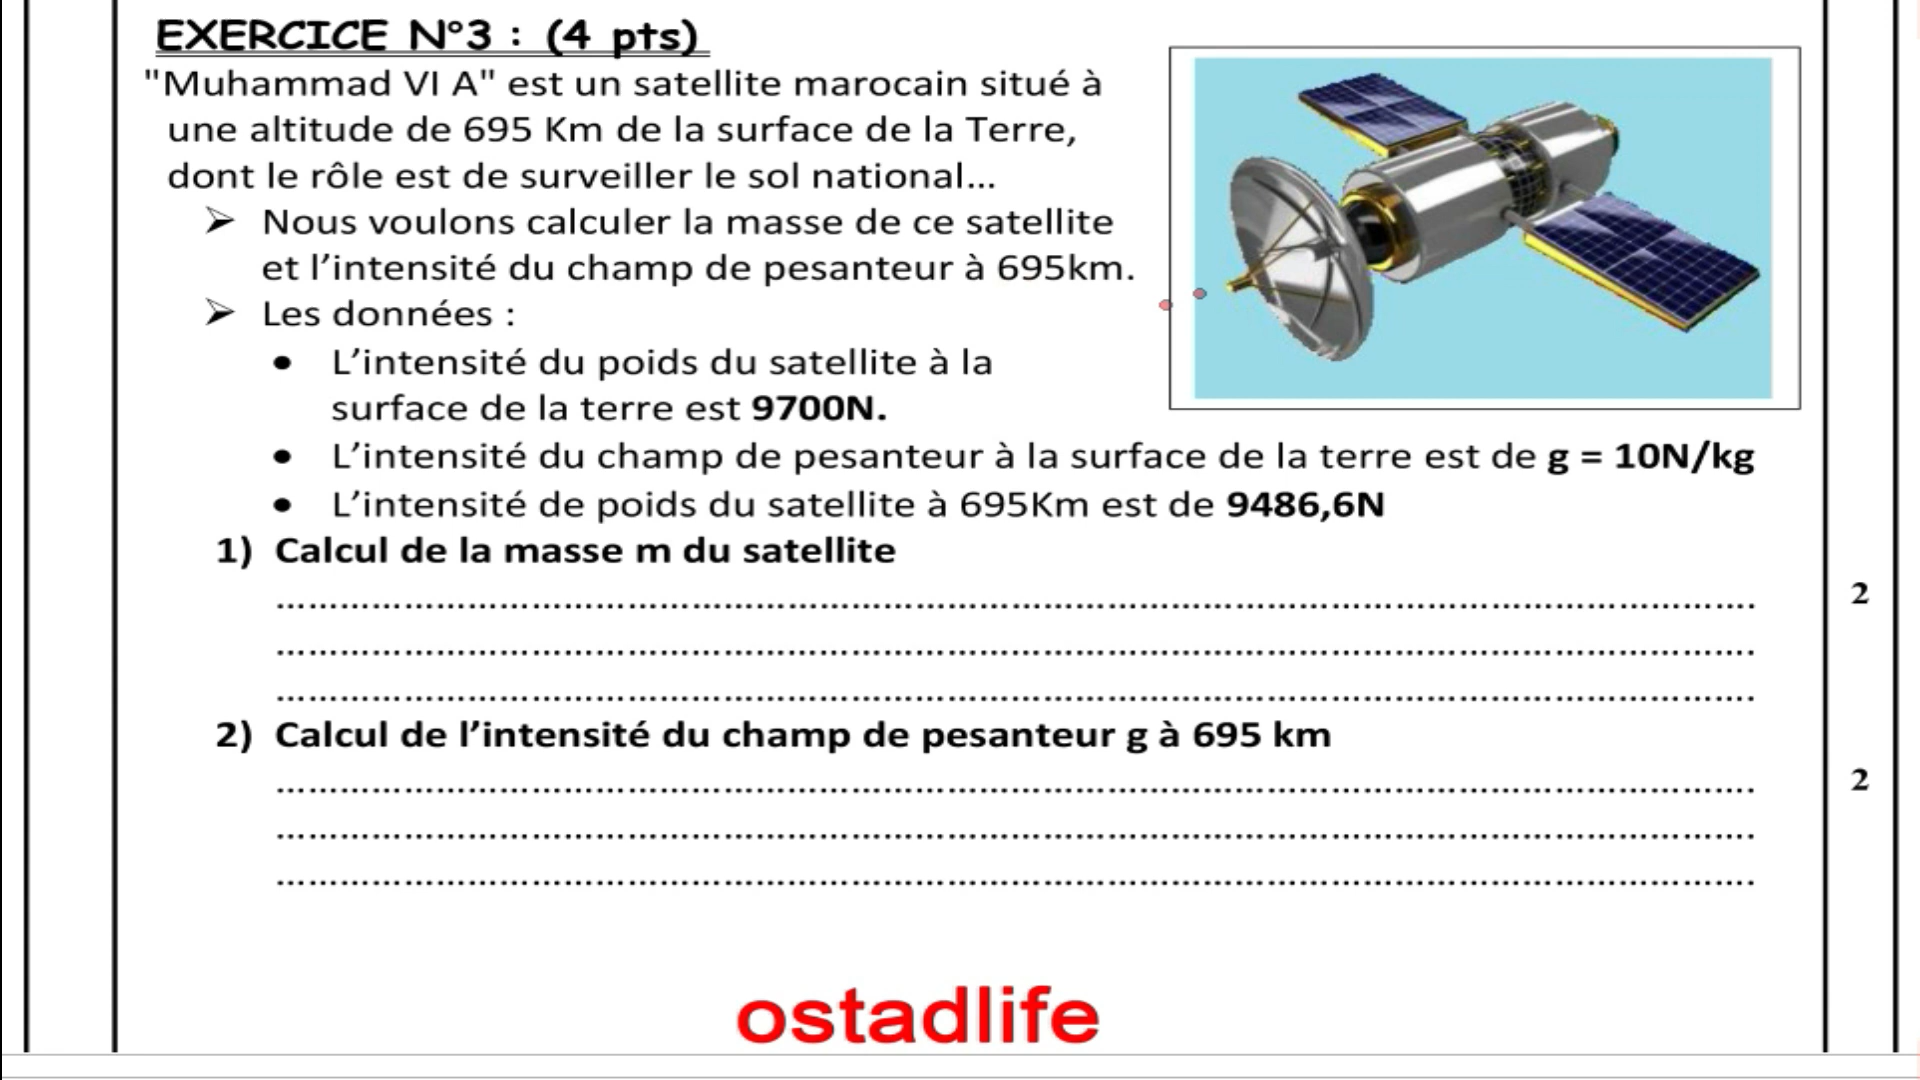 EXERCICE N°3 : (4 pts)
"Muhammad VI A" est un satellite marocain situé à
une altitude de 695 Km de la surface de la Terre,
dont le rôle est de surveiller le sol national...
➢ Nous voulons calculer la masse de ce satellite
et l’intensité du champ de pesanteur à 695km.
➢ Les données :
• L’intensité du poids du satellite à la
surface de la terre est 9700N.
• L’intensité du champ de pesanteur à la surface de la terre est de g = 10N/kg
• L’intensité de poids du satellite à 695Km est de 9486,6N
1) Calcul de la masse m du satellite
2
2) Calcul de l’intensité du champ de pesanteur g à 695 km
2
ostadlife